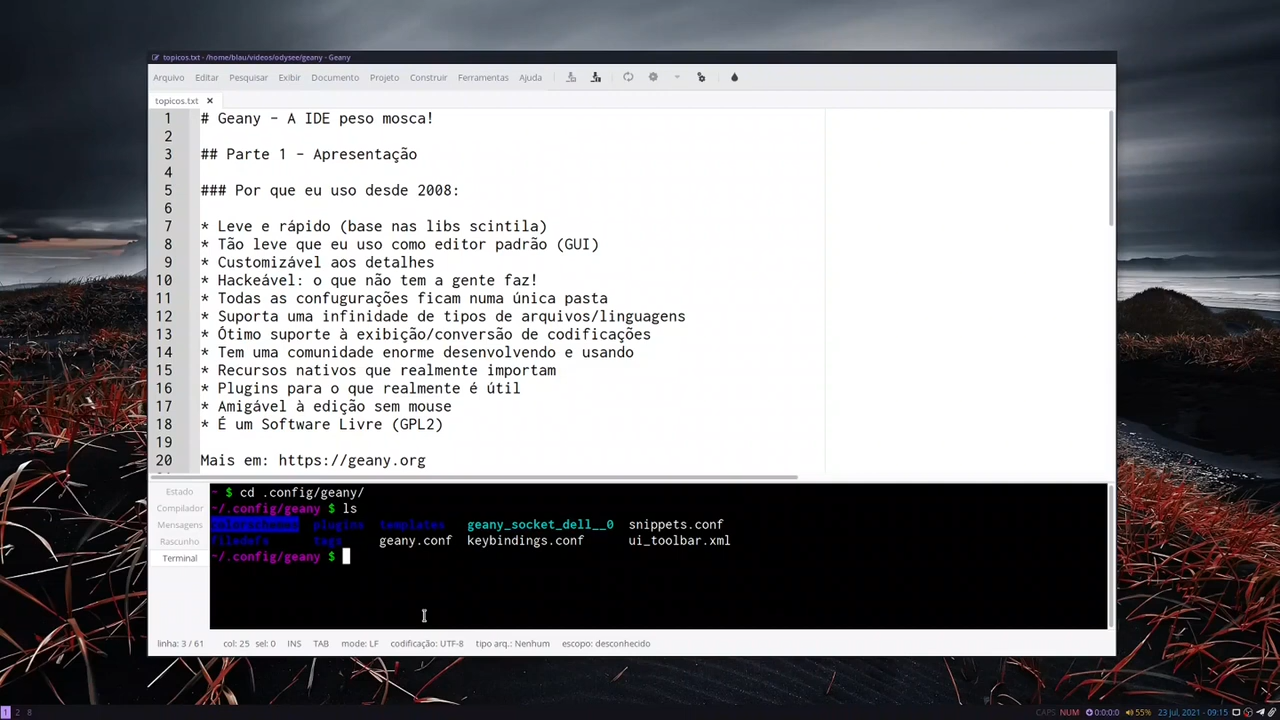 topicos.txt - /home/blau/videos/odysee/geany - Geany
Arquivo Editar Pesquisar Exibir Documento Projeto Construir Ferramentas Ajuda
topicos.txt
1 # Geany - A IDE peso mosca!
2
3 ## Parte 1 - Apresentação
4
5 ### Por que eu uso desde 2008:
6
7 * Leve e rápido (base nas libs scintila)
8 * Tão leve que eu uso como editor padrão (GUI)
9 * Customizável aos detalhes
10 * Hackeável: o que não tem a gente faz!
11 * Todas as confugurações ficam numa única pasta
12 * Suporta uma infinidade de tipos de arquivos/linguagens
13 * Ótimo suporte à exibição/conversão de codificações
14 * Tem uma comunidade enorme desenvolvendo e usando
15 * Recursos nativos que realmente importam
16 * Plugins para o que realmente é útil
17 * Amigável à edição sem mouse
18 * É um Software Livre (GPL2)
19
20 Mais em: https://geany.org
Estado
Compilador
Mensagens
Rascunho
Terminal
~ $ cd .config/geany/
~/.config/geany $ ls
colorschemes plugins templates geany_socket_dell__0 snippets.conf
filedefs tags geany.conf keybindings.conf ui_toolbar.xml
~/.config/geany $
linha: 3 / 61 col: 25 sel: 0 INS TAB mode: LF codificação: UTF-8 tipo arq.: Nenhum escopo: desconhecido
1 2 8 CAPS NUM 0:0:0:0 55% 23 jul, 2021 - 09:15